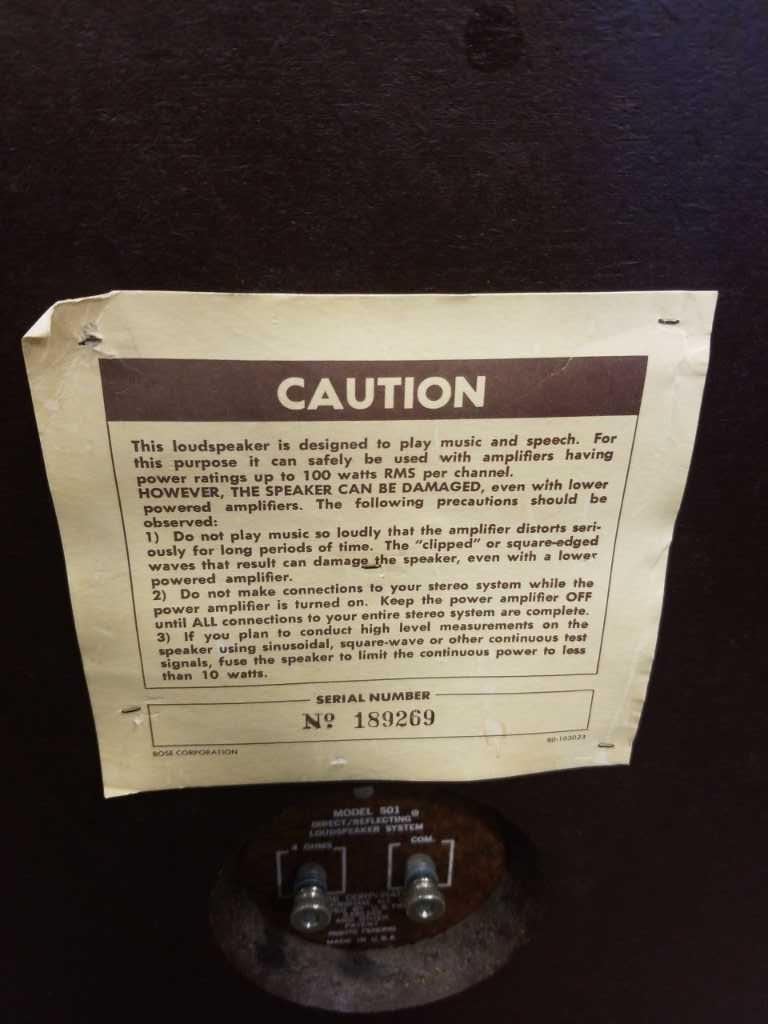 CAUTION
This loudspeaker is designed to play music and speech. For
this purpose it can safely be used with amplifiers having
power ratings up to 100 watts RMS per channel.
HOWEVER, THE SPEAKER CAN BE DAMAGED, even with lower
powered amplifiers. The following precautions should be
observed:
1) Do not play music so loudly that the amplifier distorts seri-
ously for long periods of time. The "clipped" or square-edged
waves that result can damage the speaker, even with a lower
powered amplifier.
2) Do not make connections to your stereo system while the
power amplifier is turned on. Keep the power amplifier OFF
until ALL connections to your entire stereo system are complete.
3) If you plan to conduct high level measurements on the
speaker using sinusoidal, square-wave or other continuous test
signals, fuse the speaker to limit the continuous power to less
than 10 watts.
SERIAL NUMBER
Nº 189269
BOSE CORPORATION
MODEL 501
DIRECT/REFLECTING
LOUDSPEAKER SYSTEM
4 OHMS COM.
PATENT
RIGHTS PENDING
MADE IN U.S.A.